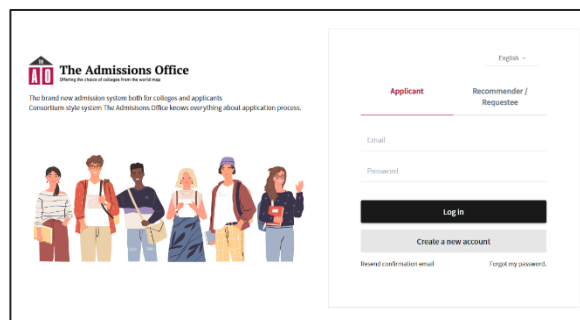 The Admissions Office
Offering the choice of colleges from the world map
The brand new admission system both for colleges and applicants
Consortium-style system The Admisisons Office knows everything about application process.
English
Applicant
Recommender /
Requestee
Email
Password
Log in
Create a new account
Resend confirmation email
Forgot my password.